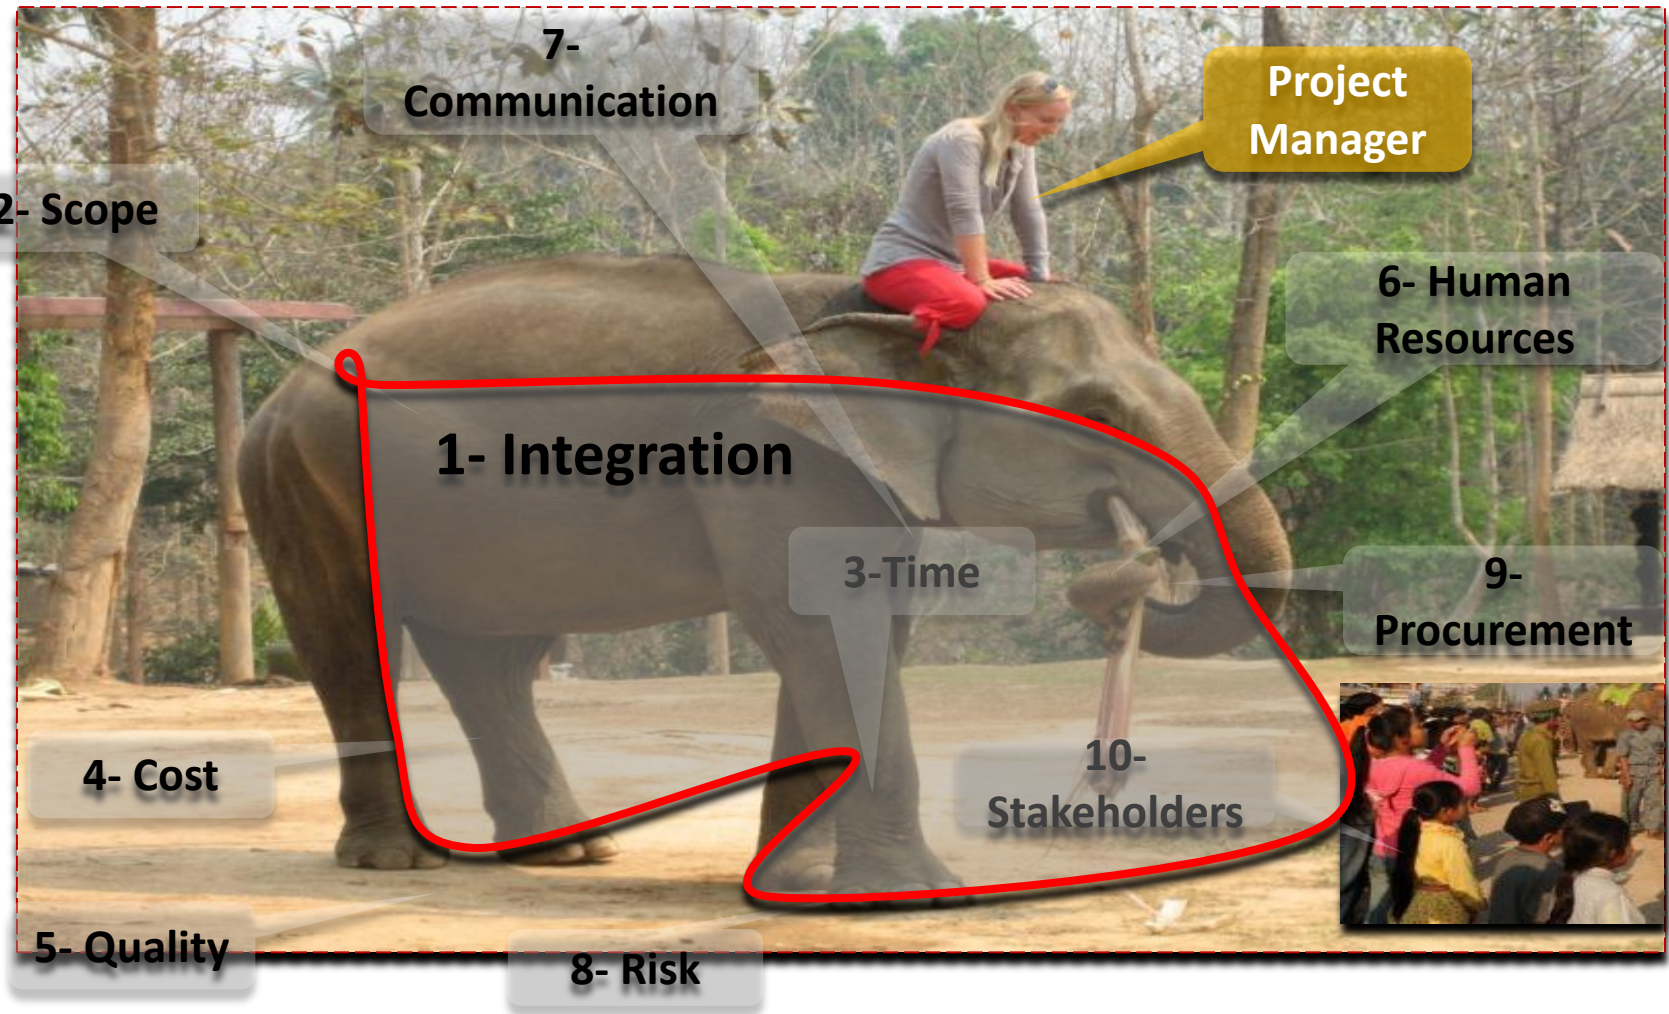 7-
Communication
Project
Manager
2- Scope
6- Human
Resources
1- Integration
3-Time
9-
Procurement
4- Cost
10-
Stakeholders
5- Quality
8- Risk